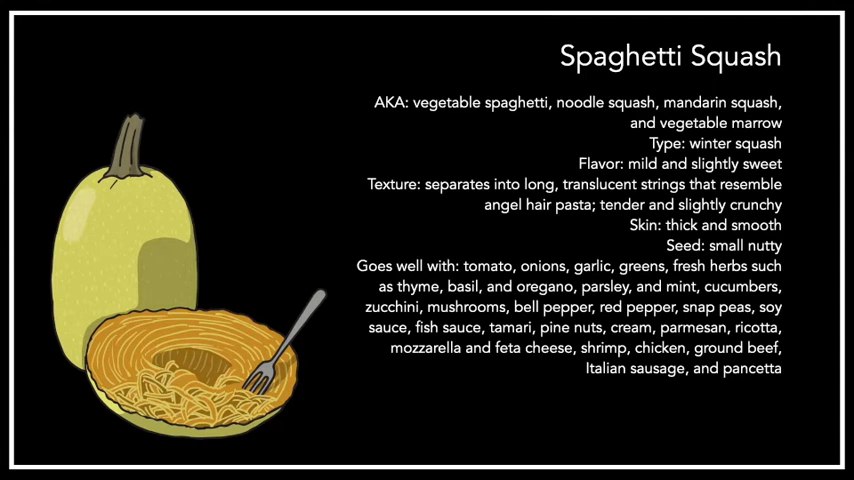 Spaghetti Squash
AKA: vegetable spaghetti, noodle squash, mandarin squash,
and vegetable marrow
Type: winter squash
Flavor: mild and slightly sweet
Texture: separates into long, translucent strings that resemble
angel hair pasta; tender and slightly crunchy
Skin: thick and smooth
Seed: small nutty
Goes well with: tomato, onions, garlic, greens, fresh herbs such
as thyme, basil, and oregano, parsley, and mint, cucumbers,
zucchini, mushrooms, bell pepper, red pepper, snap peas, soy
sauce, fish sauce, tamari, pine nuts, cream, parmesan, ricotta,
mozzarella and feta cheese, shrimp, chicken, ground beef,
Italian sausage, and pancetta